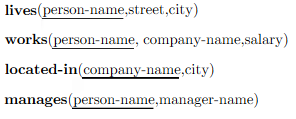 lives(person-name,street,city)
works(person-name, company-name,salary)
located-in(company-name,city)
manages(person-name,manager-name)